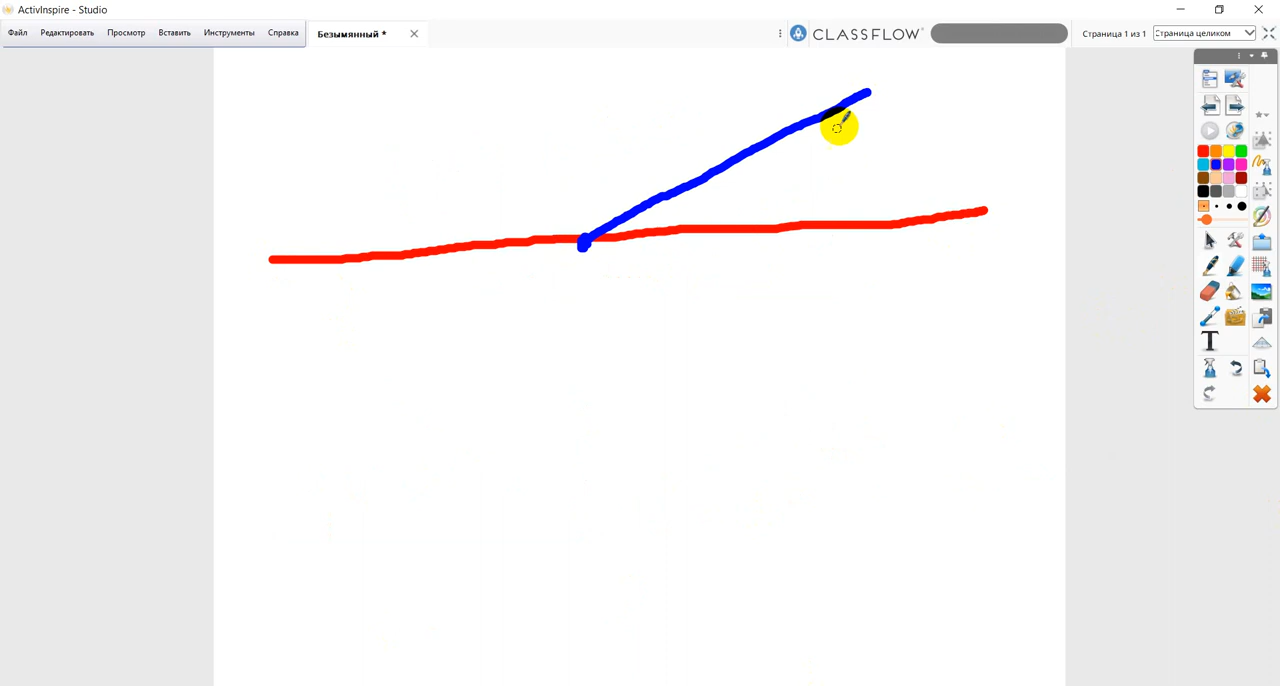 ActivInspire - Studio
Файл Редактировать Просмотр Вставить Инструменты Справка Безымянный * CLASSFLOW Страница 1 из 1 Страница целиком
T